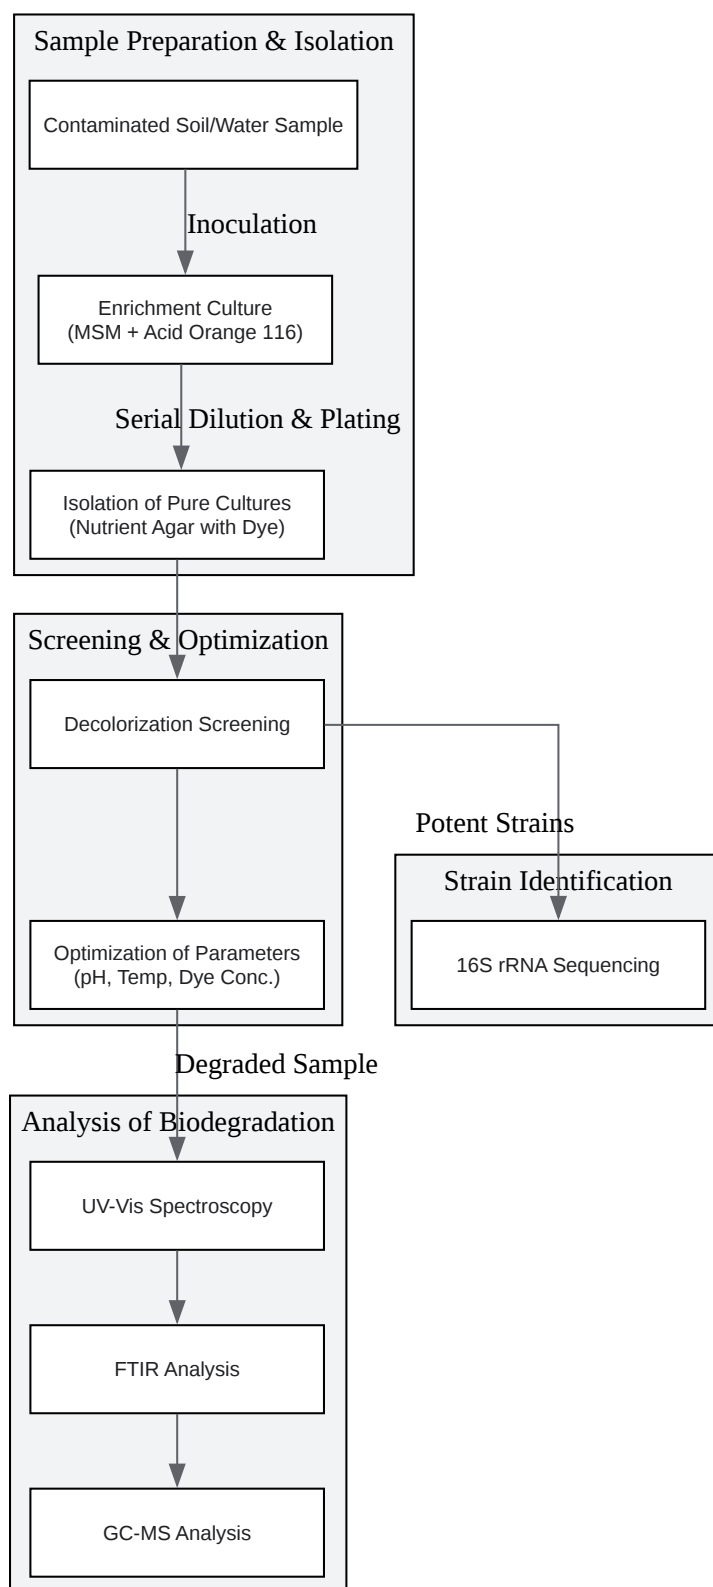 Sample Preparation & Isolation
Contaminated Soil/Water Sample
Inoculation
Enrichment Culture
(MSM + Acid Orange 116)
Serial Dilution & Plating
Isolation of Pure Cultures
(Nutrient Agar with Dye)
Screening & Optimization
Decolorization Screening
Potent Strains
Strain Identification
Optimization of Parameters
(pH, Temp, Dye Conc.)
16S rRNA Sequencing
Degraded Sample
Analysis of Biodegradation
UV-Vis Spectroscopy
FTIR Analysis
GC-MS Analysis